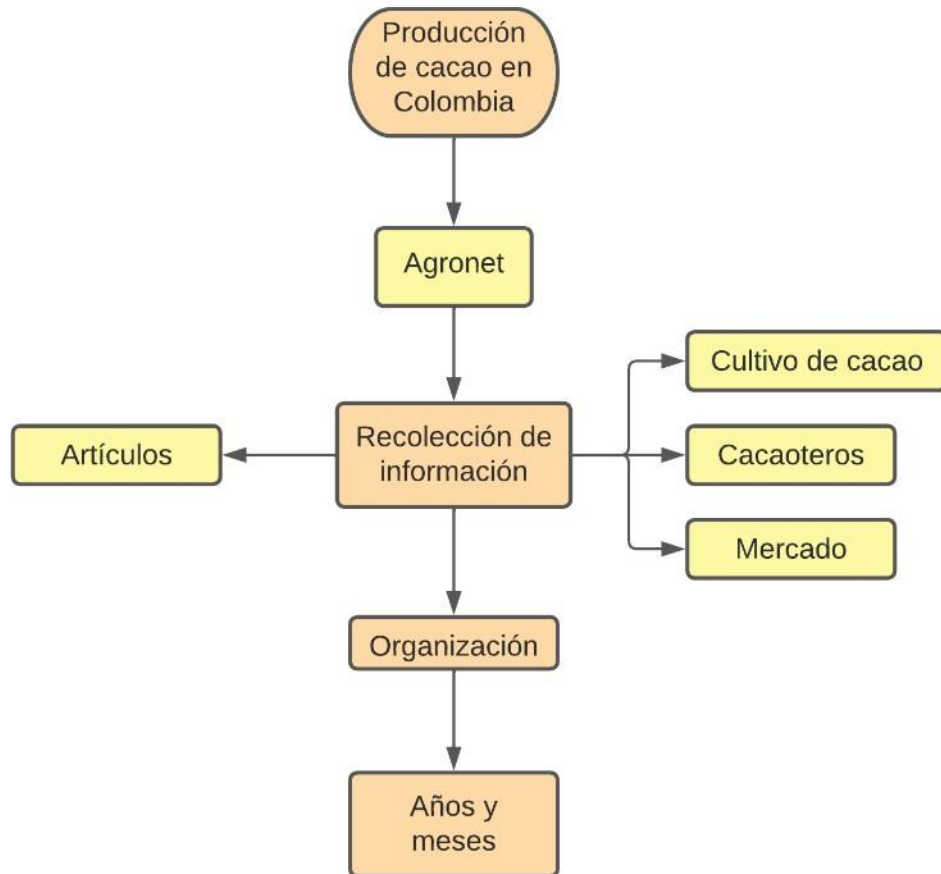 Producción
de cacao en
Colombia
Agronet
Cultivo de cacao
Artículos
Recolección de
información
Cacaoteros
Mercado
Organización
Años y
meses